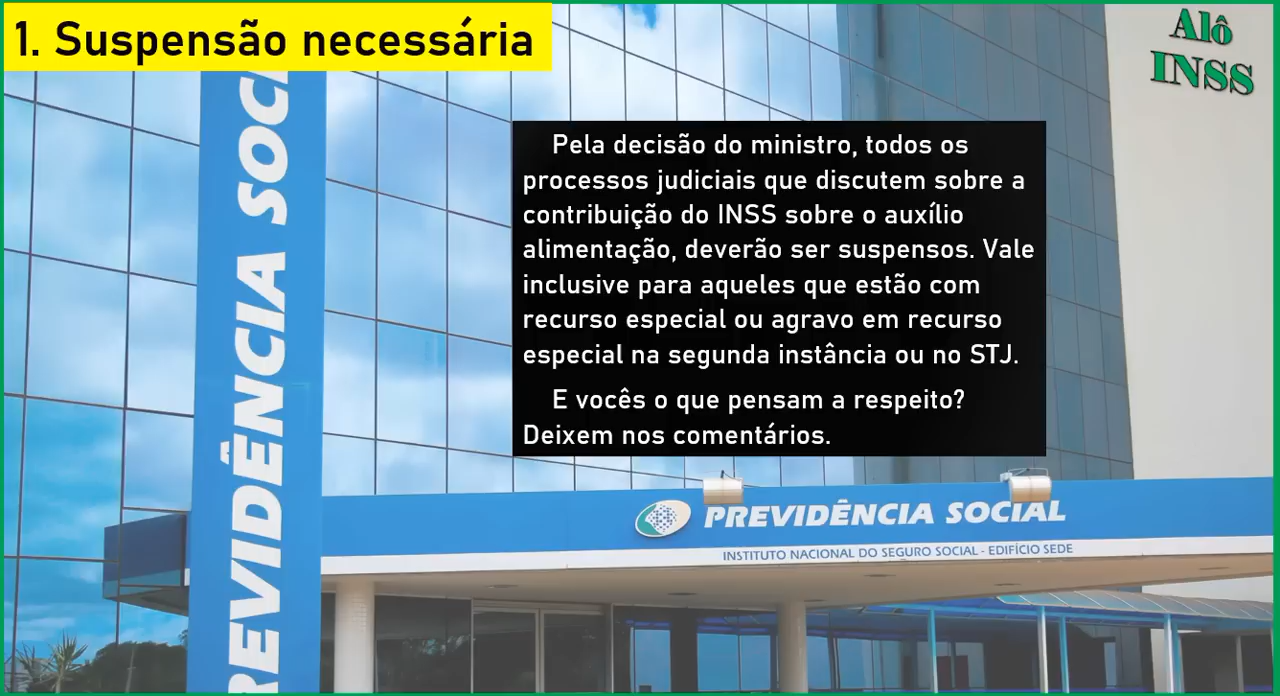 1. Suspensão necessária
Alô
INSS
Pela decisão do ministro, todos os
processos judiciais que discutem sobre a
contribuição do INSS sobre o auxílio
alimentação, deverão ser suspensos. Vale
inclusive para aqueles que estão com
recurso especial ou agravo em recurso
especial na segunda instância ou no STJ.
E vocês o que pensam a respeito?
Deixem nos comentários.
REVIDÊNCIA SOCI
PREVIDÊNCIA SOCIAL
INSTITUTO NACIONAL DO SEGURO SOCIAL - EDIFÍCIO SEDE